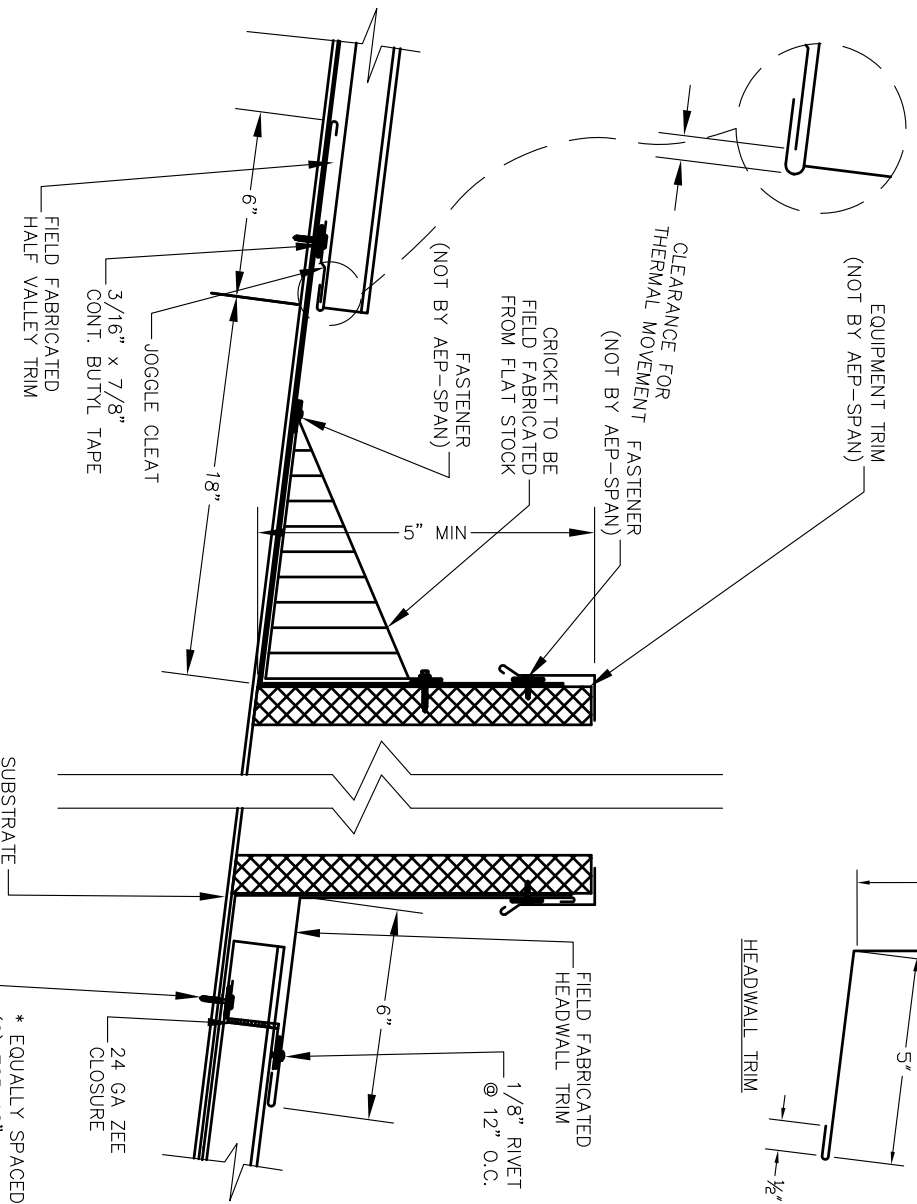 EQUIPMENT TRIM
(NOT BY AEP-SPAN)
CLEARANCE FOR
THERMAL MOVEMENT
FASTENER
(NOT BY AEP-SPAN)
CRICKET TO BE
FIELD FABRICATED
FROM FLAT STOCK
FASTENER
(NOT BY AEP-SPAN)
6"
18"
5" MIN
JOGGLE CLEAT
3/16" x 7/8"
CONT. BUTYL TAPE
FIELD FABRICATED
HALF VALLEY TRIM
5"
½"
HEADWALL TRIM
FIELD FABRICATED
HEADWALL TRIM
6"
1/8" RIVET
@ 12" O.C.
24 GA ZEE
CLOSURE
SUBSTRATE
* EQUALLY SPACED